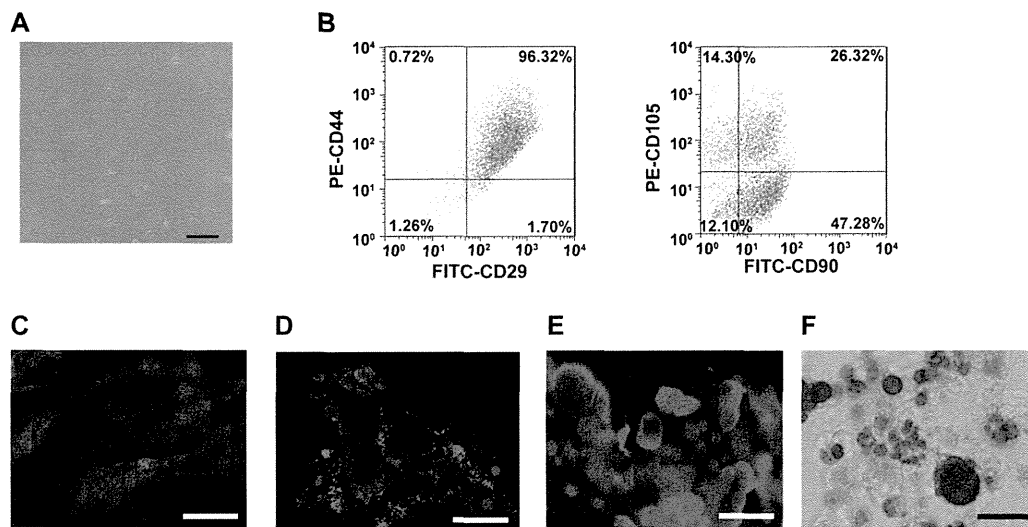 A
B
0.72% 96.32%
1.26% 1.70%
10⁴
10³
10²
10¹
10⁰
10⁰ 10¹ 10² 10³ 10⁴
PE-CD44
FITC-CD29
14.30% 26.32%
12.10% 47.28%
10⁴
10³
10²
10¹
10⁰
10⁰ 10¹ 10² 10³ 10⁴
PE-CD105
FITC-CD90
C
D
E
F